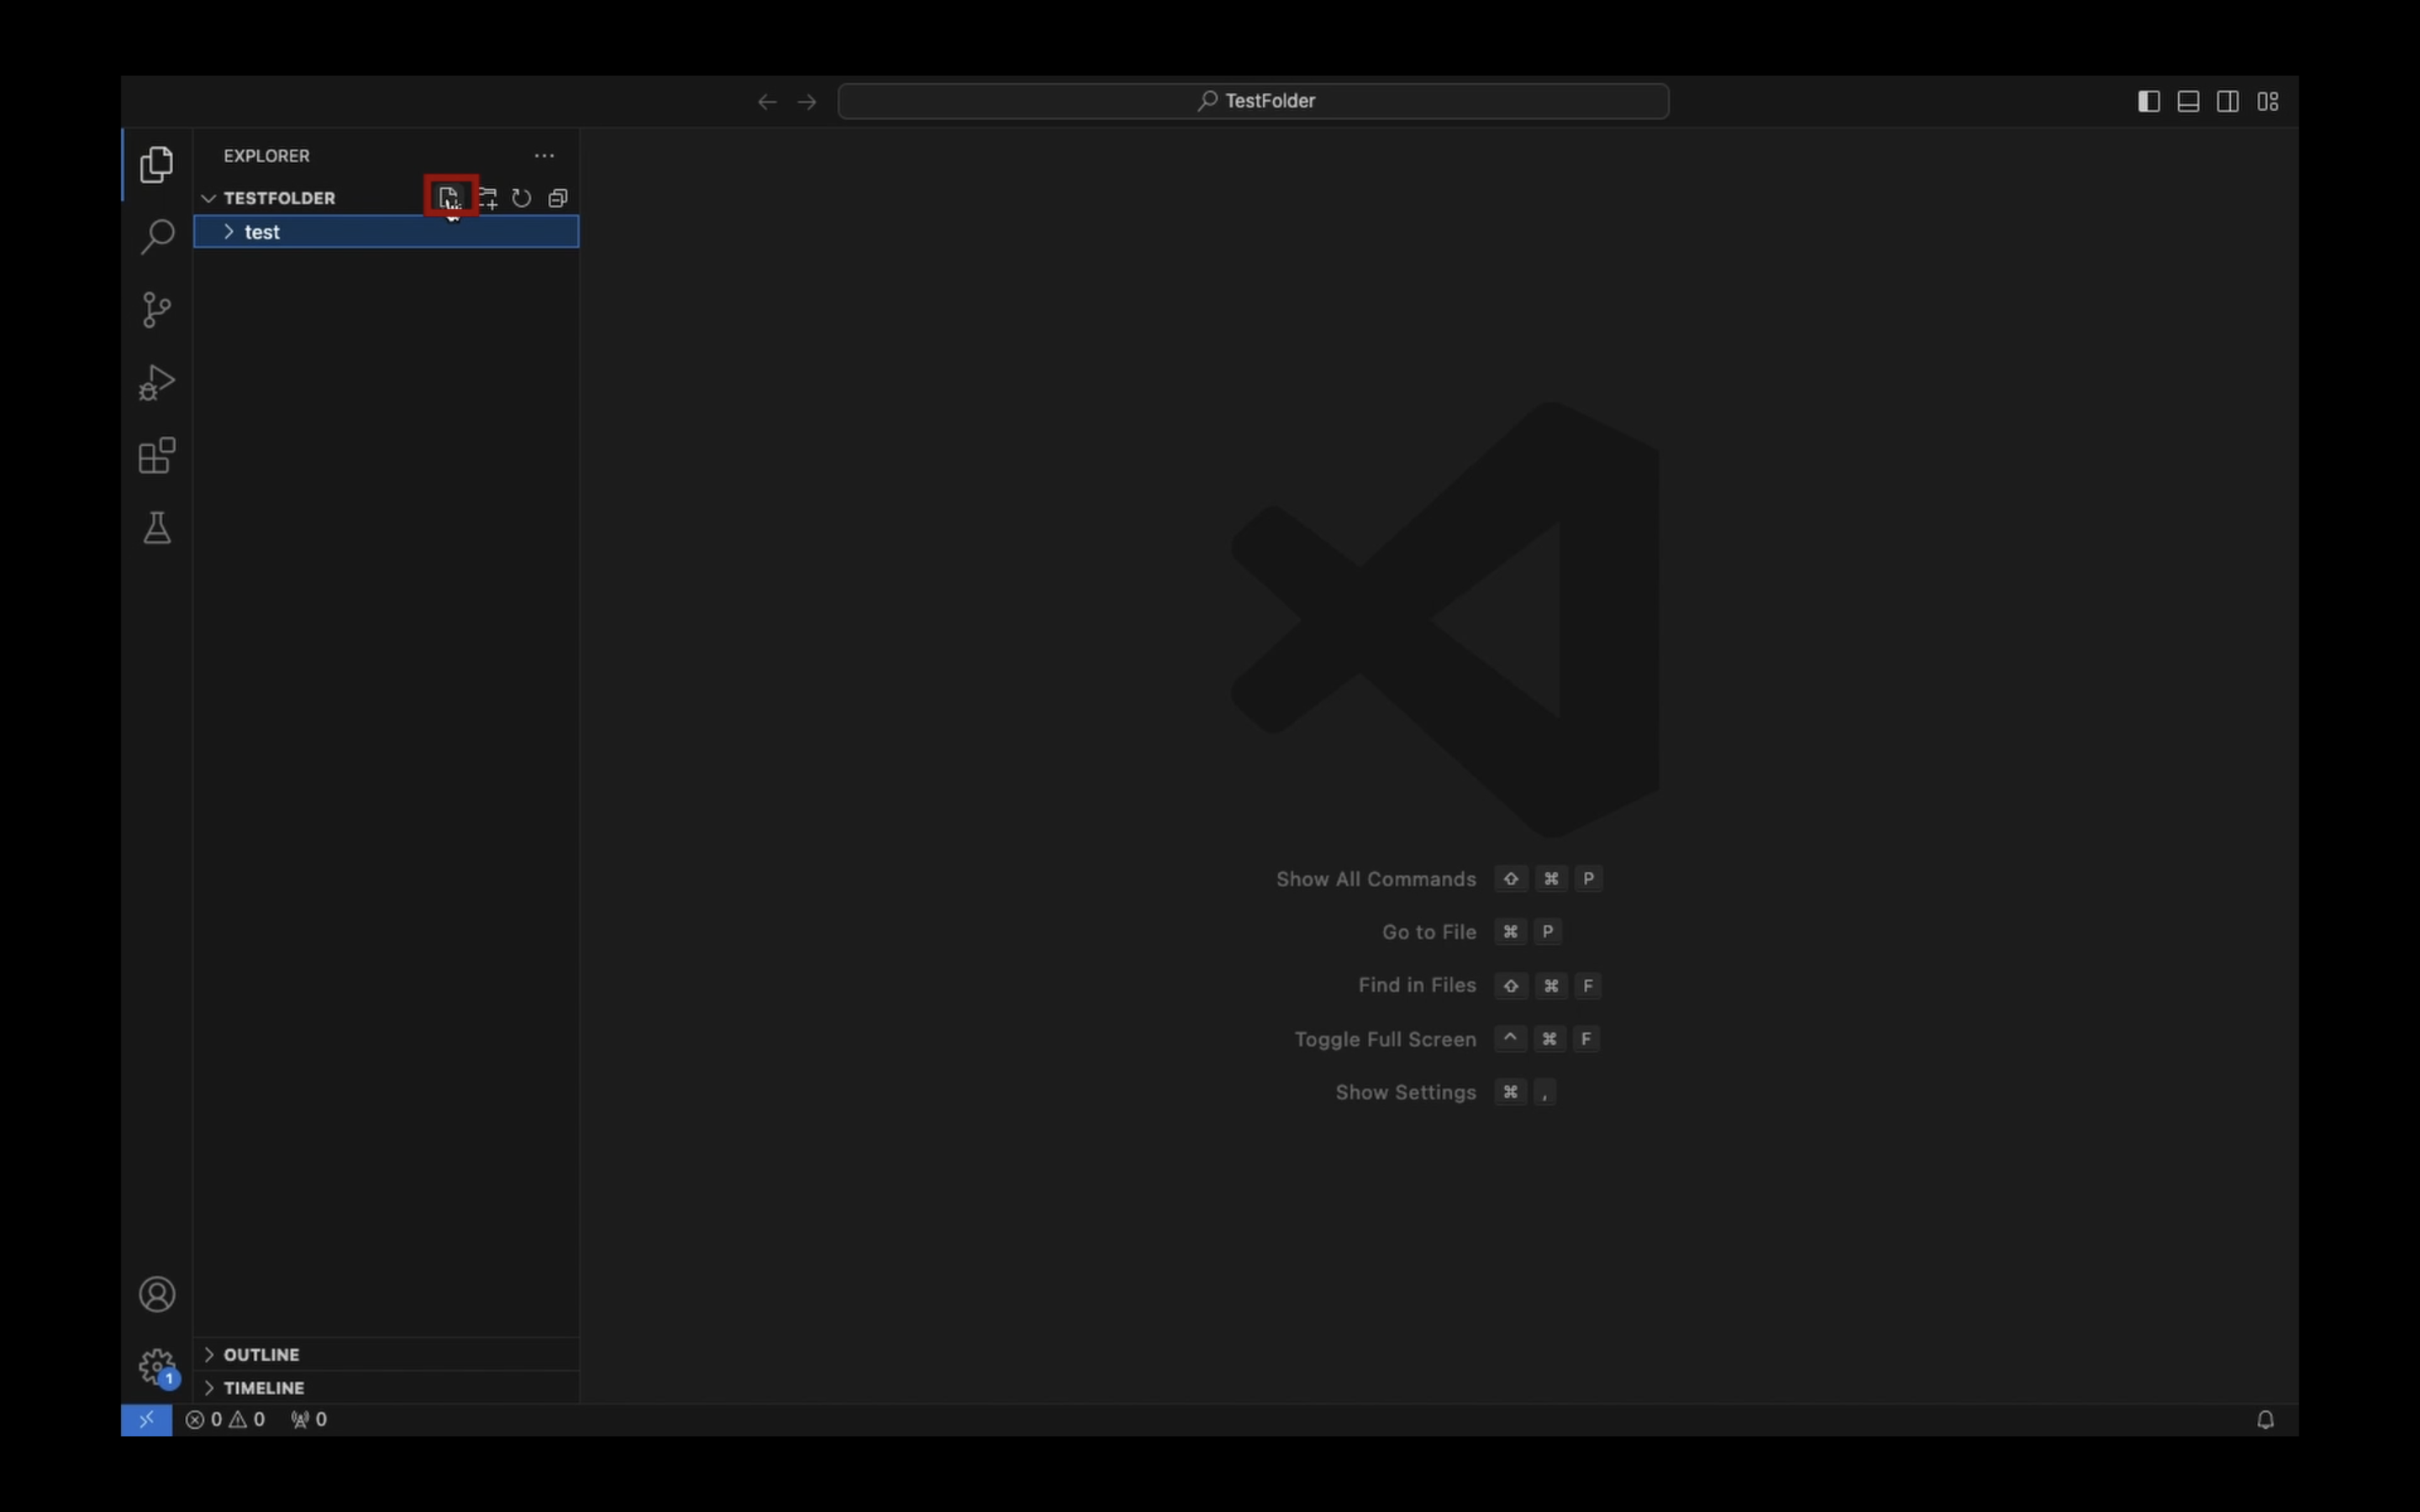 TestFolder
EXPLORER
TESTFOLDER
test
Show All Commands ⇧ ⌘ P
Go to File ⌘ P
Find in Files ⇧ ⌘ F
Toggle Full Screen ^ ⌘ F
Show Settings ⌘ ,
OUTLINE
1
TIMELINE
0 0 0